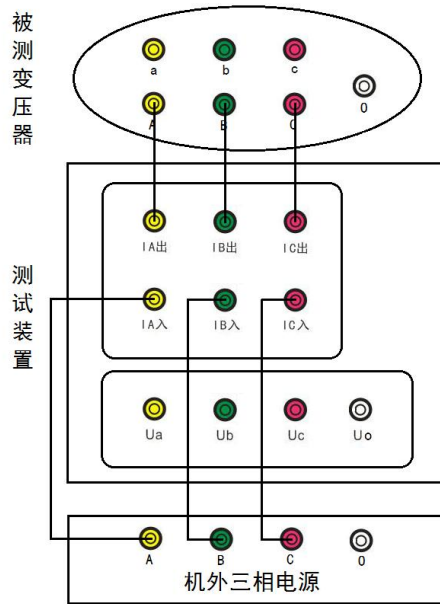 被测变压器
a b c
A B C 0
测试装置
IA出 IB出 IC出
IA入 IB入 IC入
Ua Ub Uc Uo
A B C 0
机外三相电源